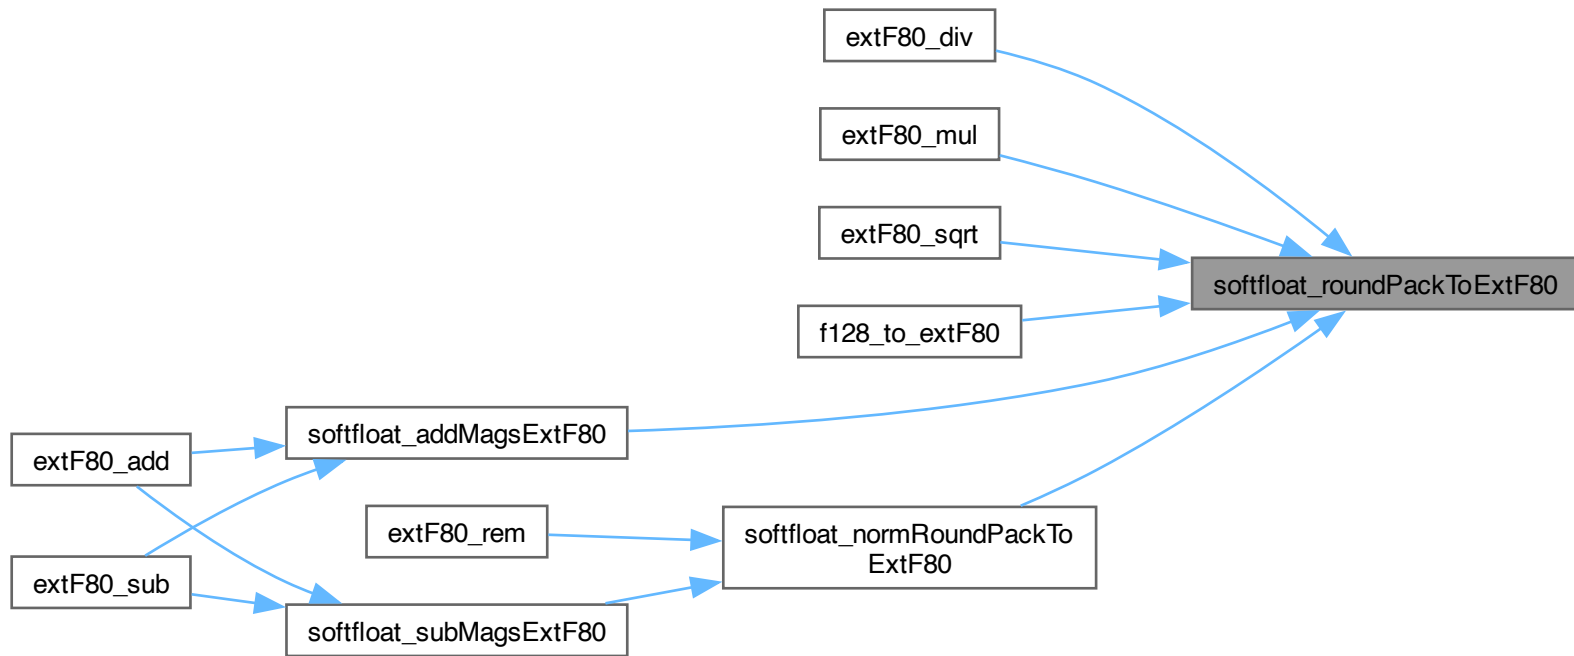 extF80_div
extF80_mul
extF80_sqrt
softfloat_roundPackToExtF80
f128_to_extF80
softfloat_addMagsExtF80
extF80_add
extF80_rem
softfloat_normRoundPackTo
ExtF80
extF80_sub
softfloat_subMagsExtF80